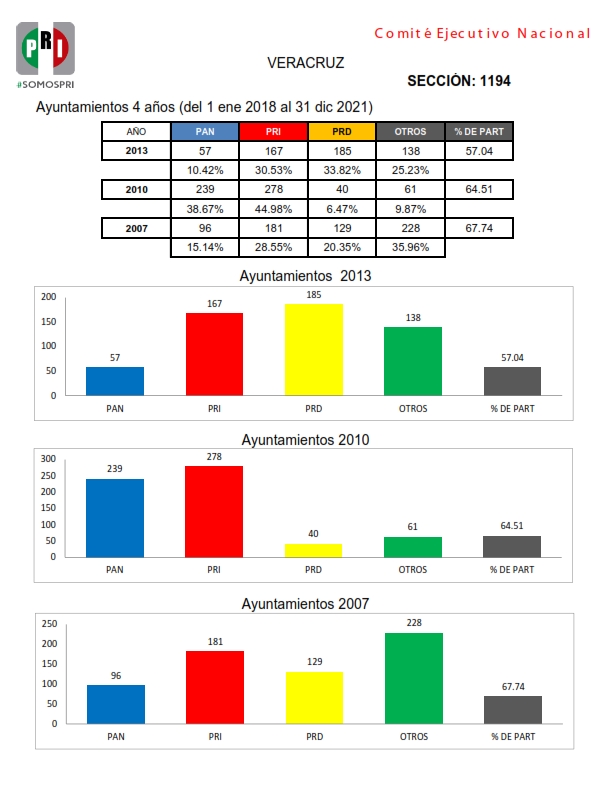 Comité Ejecutivo Nacional
PRI
#SOMOSPRI
VERACRUZ
SECCIÓN: 1194
Ayuntamientos 4 años (del 1 ene 2018 al 31 dic 2021)
AÑO PAN PRI PRD OTROS % DE PART
2013 57 167 185 138 57.04
10.42% 30.53% 33.82% 25.23%
2010 239 278 40 61 64.51
38.67% 44.98% 6.47% 9.87%
2007 96 181 129 228 67.74
15.14% 28.55% 20.35% 35.96%
Ayuntamientos 2013
200
150
100
50
0
57 167 185 138 57.04
PAN PRI PRD OTROS % DE PART
Ayuntamientos 2010
300
250
200
150
100
50
0
239 278 40 61 64.51
PAN PRI PRD OTROS % DE PART
Ayuntamientos 2007
250
200
150
100
50
0
96 181 129 228 67.74
PAN PRI PRD OTROS % DE PART